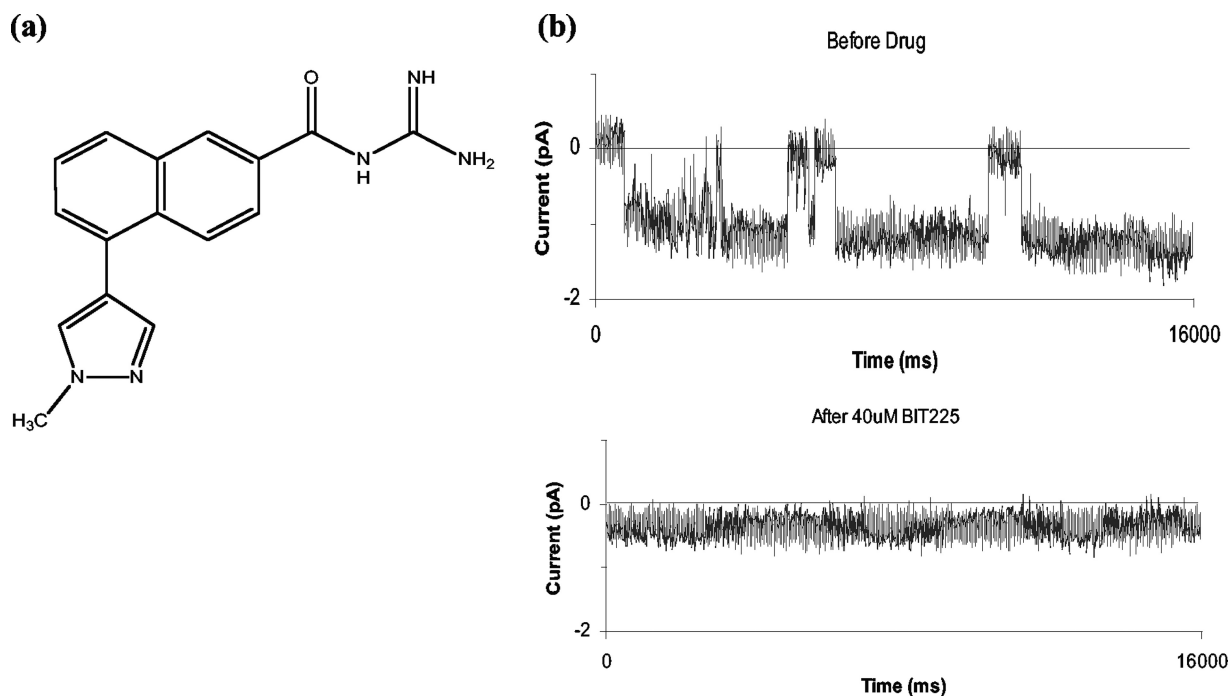 (a)
O
NH
N
H
NH2
N
N
H3C
(b)
Before Drug
Current (pA)
0
-2
0
16000
Time (ms)
After 40uM BIT225
Current (pA)
0
-2
0
16000
Time (ms)